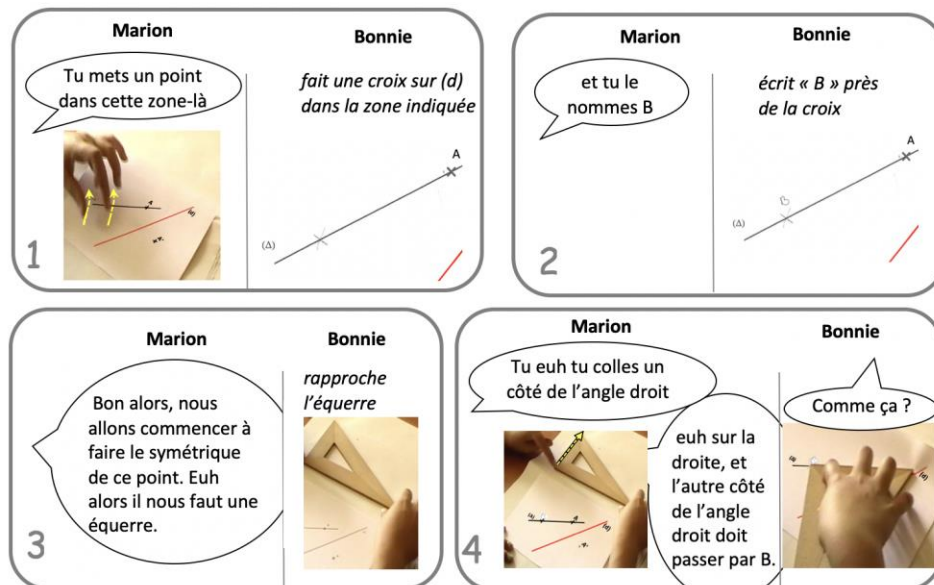 Marion
Bonnie
Tu mets un point
dans cette zone-là
fait une croix sur (d)
dans la zone indiquée
A
(Δ)
A
(d)
1
Marion
Bonnie
et tu le
nommes B
écrit « B » près
de la croix
A
B
(Δ)
2
Marion
Bonnie
Bon alors, nous
allons commencer à
faire le symétrique
de ce point. Euh
alors il nous faut une
équerre.
rapproche
l’équerre
3
Marion
Bonnie
Tu euh tu colles un
côté de l’angle droit
Comme ça ?
euh sur la
droite, et
l’autre côté
de l’angle
droit doit
passer par B.
(d)
(d)
4